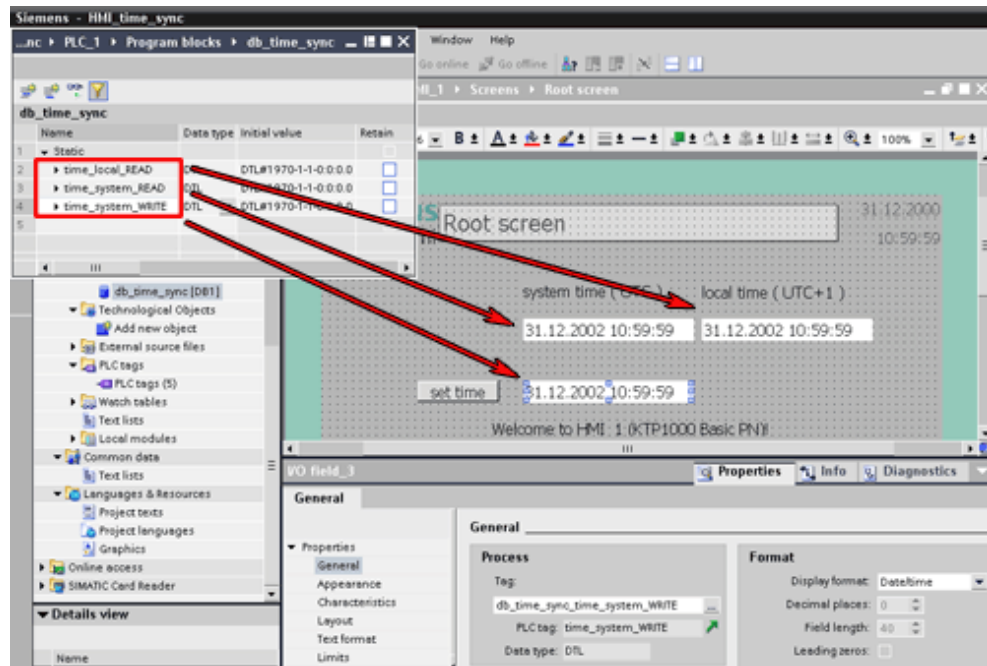 Siemens - HMI_time_sync
...nc ▸ PLC_1 ▸ Program blocks ▸ db_time_sync
Window Help
Go online Go offline
▸ Screens ▸ Root screen
db_time_sync
Name Data type Initial value Retain
1 Static
2 time_local_READ DTL#1970-1-1-0:0:0.0
3 time_system_READ DTL DTL#1970-1-1-0:0:0.0
4 time_system_WRITE DTL DTL#1970-1-1-0:0:0.0
5
B A 100%
Root screen
31.12.2000
10:59:59
system time ( UTC ) local time ( UTC+1 )
31.12.2002 10:59:59 31.12.2002 10:59:59
set time 31.12.2002 10:59:59
Welcome to HMI_1 (KTP1000 Basic PN)!
db_time_sync [DB1]
Technological Objects
Add new object
External source files
PLC tags
PLC tags (5)
Watch tables
Text lists
Local modules
Common data
Text lists
Languages & Resources
Project texts
Project languages
Graphics
Online access
SIMATIC Card Reader
Details view
Name
I/O field_3
Properties Info Diagnostics
General
Properties
General
Appearance
Characteristics
Layout
Text format
Limits
General
Process
Tag:
db_time_sync_time_system_WRITE ...
PLC tag: time_system_WRITE
Data type: DTL
Format
Display format: Date/time
Decimal places: 0
Field length: 40
Leading zeros: